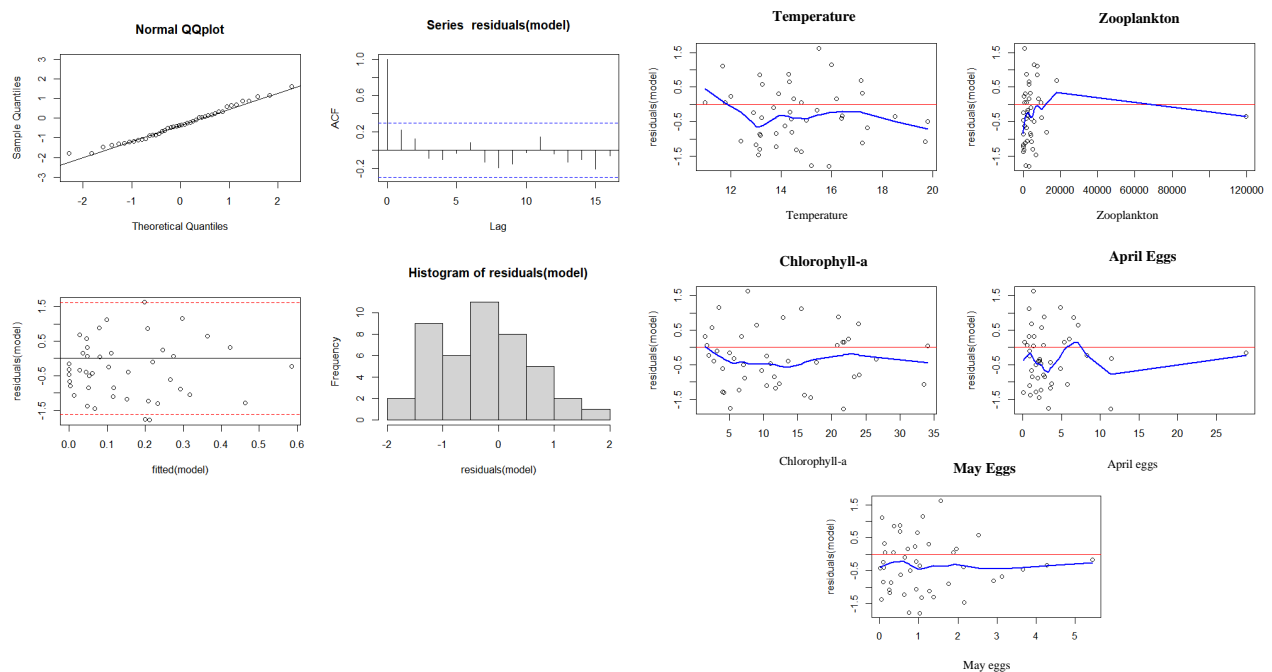 Normal QQplot
Sample Quantiles
3
2
1
0
-1
-2
-3
-2 -1 0 1 2
Theoretical Quantiles
Series residuals(model)
ACF
1.0
0.6
0.2
-0.2
0 5 10 15
Lag
Temperature
residuals(model)
1.5
0.5
-0.5
-1.5
12 14 16 18 20
Temperature
Zooplankton
residuals(model)
1.5
0.5
-0.5
-1.5
0 20000 40000 60000 80000 120000
Zooplankton
residuals(model)
1.5
0.5
-0.5
-1.5
0.0 0.1 0.2 0.3 0.4 0.5 0.6
fitted(model)
Histogram of residuals(model)
Frequency
10
8
6
4
2
0
-2 -1 0 1 2
residuals(model)
Chlorophyll-a
residuals(model)
1.5
0.5
-0.5
-1.5
5 10 15 20 25 30 35
Chlorophyll-a
April Eggs
residuals(model)
1.5
0.5
-0.5
-1.5
0 5 10 15 20 25
April eggs
May Eggs
residuals(model)
1.5
0.5
-0.5
-1.5
0 1 2 3 4 5
May eggs